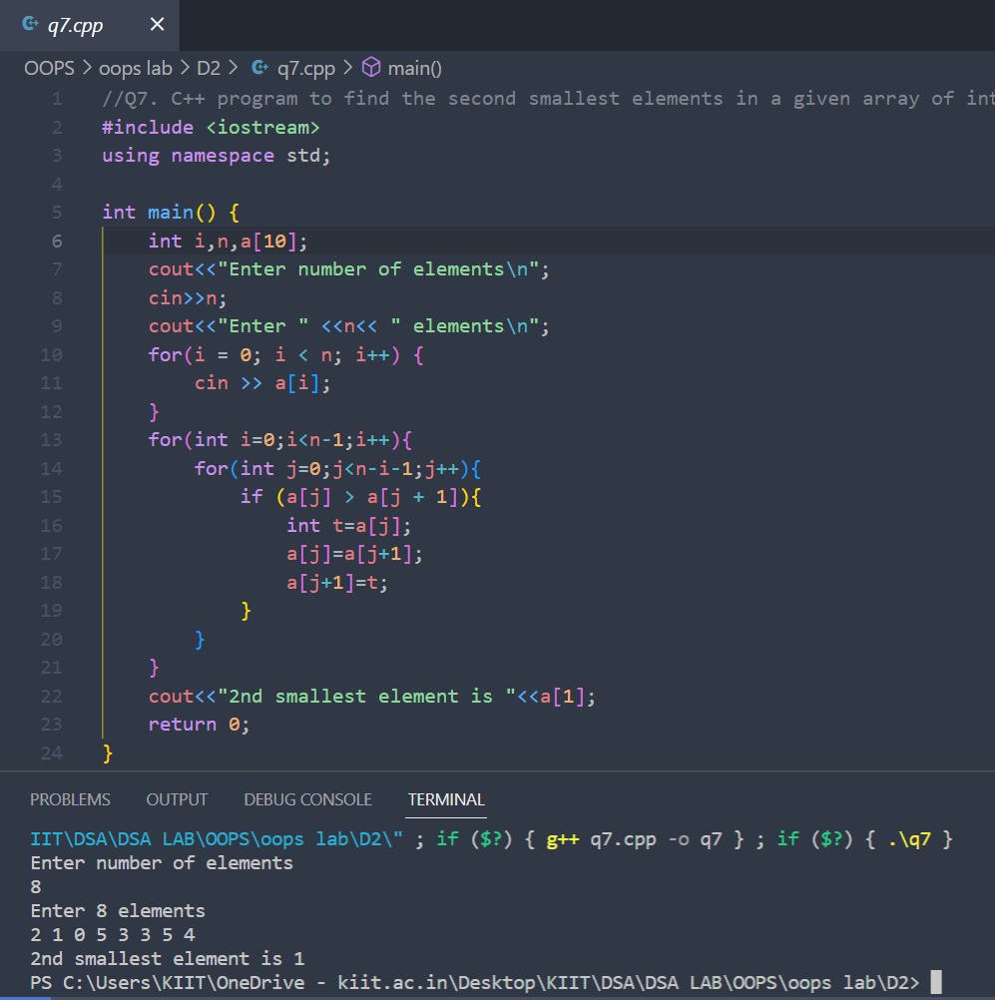 q7.cpp ×
OOPS > oops lab > D2 > q7.cpp > main()
1 //Q7. C++ program to find the second smallest elements in a given array of int
2 #include <iostream>
3 using namespace std;
4
5 int main() {
6     int i,n,a[10];
7     cout<<"Enter number of elements\n";
8     cin>>n;
9     cout<<"Enter " <<n<< " elements\n";
10     for(i = 0; i < n; i++) {
11         cin >> a[i];
12     }
13     for(int i=0;i<n-1;i++){
14         for(int j=0;j<n-i-1;j++){
15             if (a[j] > a[j + 1]){
16                 int t=a[j];
17                 a[j]=a[j+1];
18                 a[j+1]=t;
19             }
20         }
21     }
22     cout<<"2nd smallest element is "<<a[1];
23     return 0;
24 }
PROBLEMS OUTPUT DEBUG CONSOLE TERMINAL
IIT\DSA\DSA LAB\OOPS\oops lab\D2\" ; if ($?) { g++ q7.cpp -o q7 } ; if ($?) { .\q7 }
Enter number of elements
8
Enter 8 elements
2 1 0 5 3 3 5 4
2nd smallest element is 1
PS C:\Users\KIIT\OneDrive - kiit.ac.in\Desktop\KIIT\DSA\DSA LAB\OOPS\oops lab\D2>